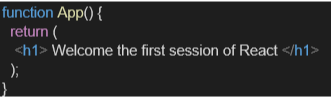 function App() {
return (
<h1> Welcome the first session of React </h1>
);
}